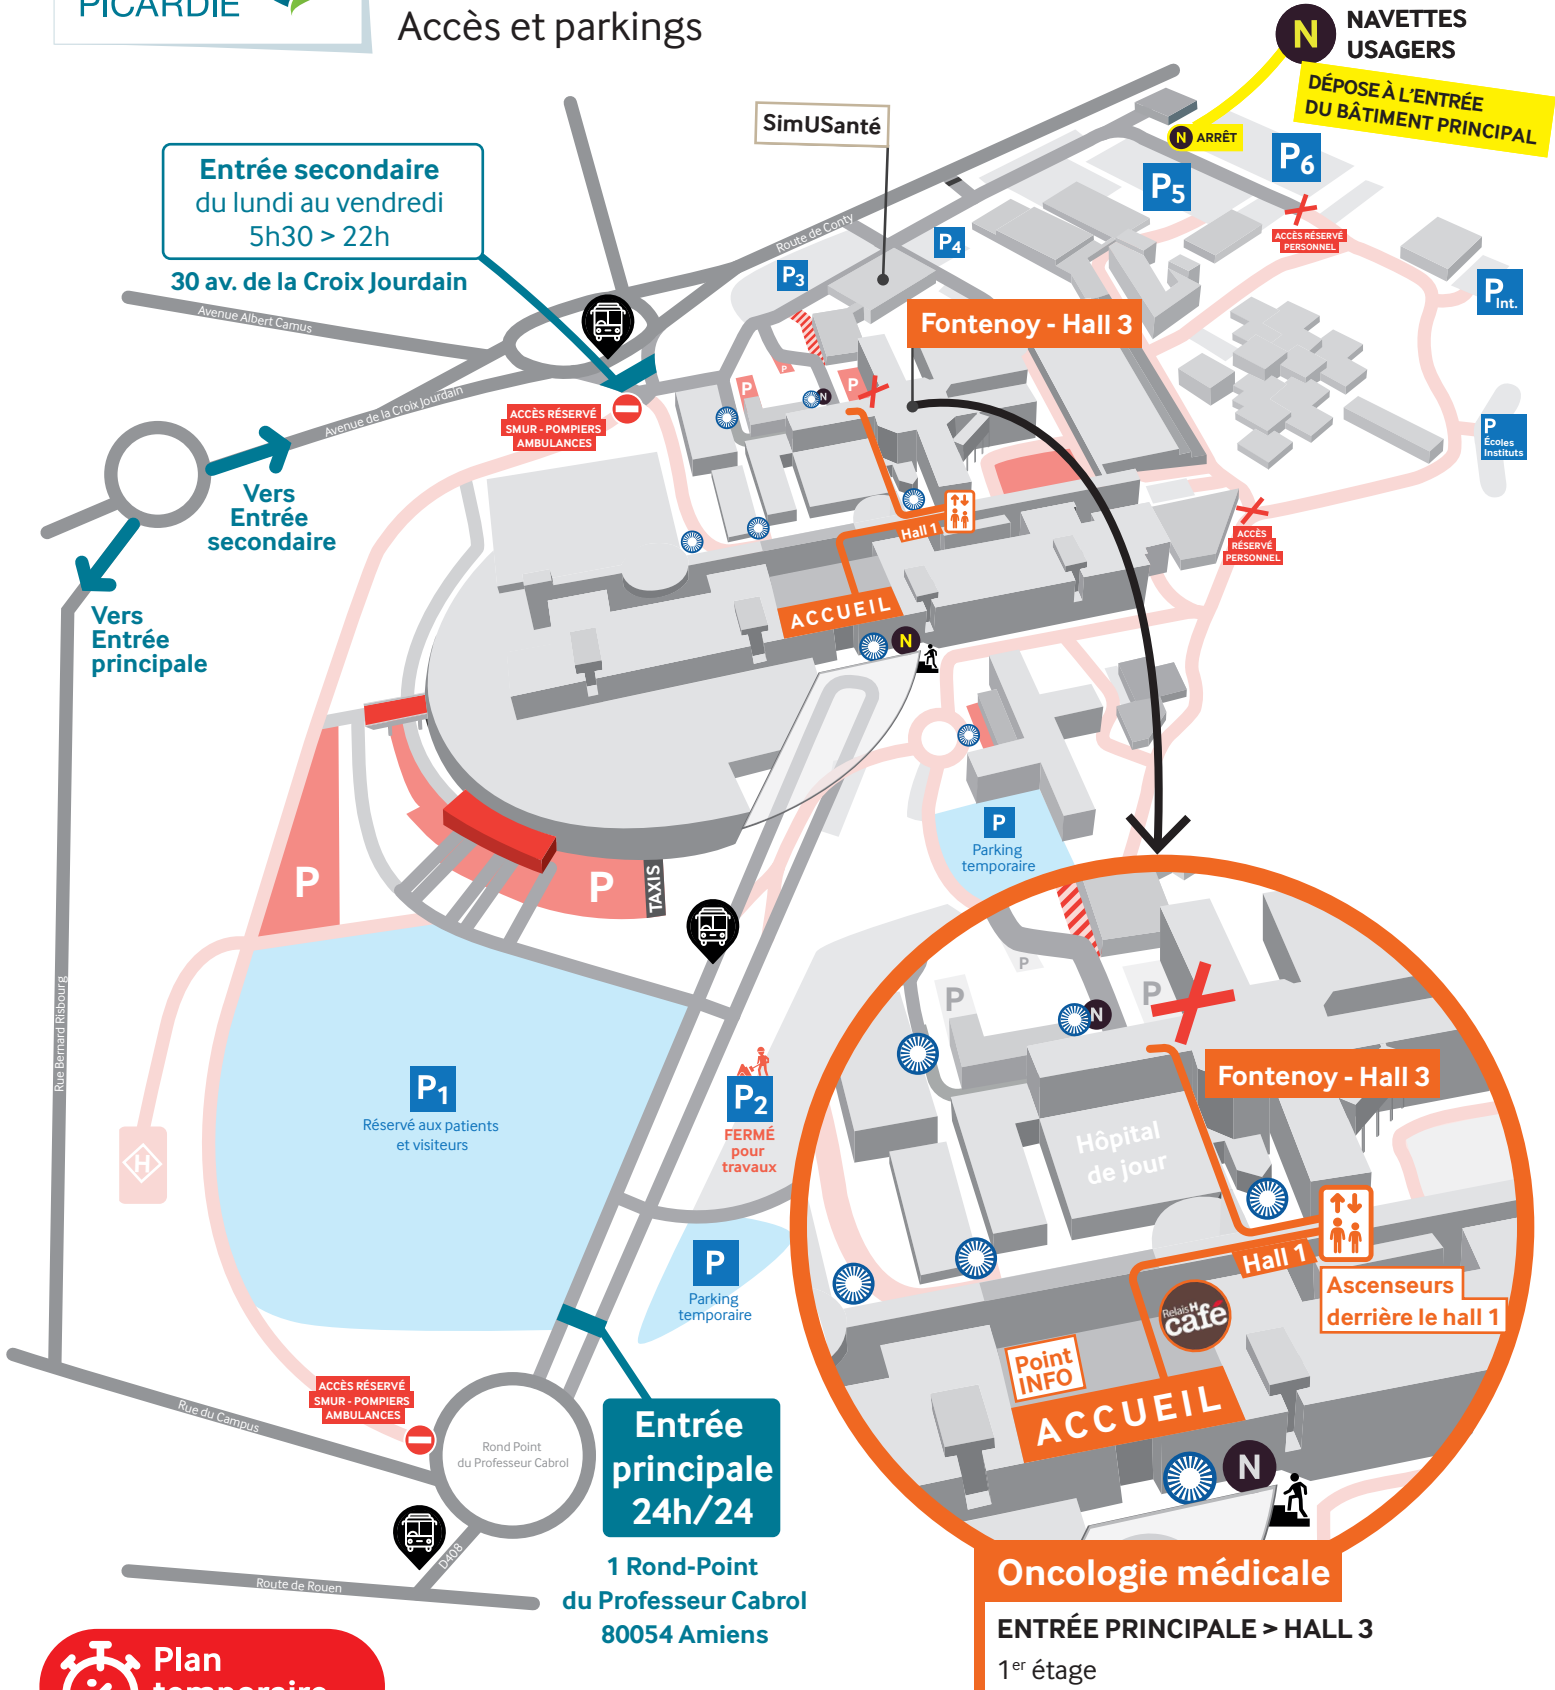 PICARDIE
Accès et parkings
N
NAVETTES
USAGERS
DÉPOSE À L'ENTRÉE
DU BÂTIMENT PRINCIPAL
N ARRÊT
SimUSanté
Entrée secondaire
du lundi au vendredi
5h30 > 22h
30 av. de la Croix Jourdain
P5
P6
ACCÈS RÉSERVÉ
PERSONNEL
Route de Conty
P4
P3
PInt.
Avenue Albert Camus
Fontenoy - Hall 3
P
P
P
N
Avenue de la Croix Jourdain
ACCÈS RÉSERVÉ
SMUR - POMPIERS
AMBULANCES
P
Écoles
Instituts
Vers
Entrée
secondaire
Hall 1
ACCÈS
RÉSERVÉ
PERSONNEL
Vers
Entrée
principale
ACCUEIL
N
P
Parking
temporaire
P
P
TAXIS
Rue Bernard Risbourg
P
P
P
N
P1
Réservé aux patients
et visiteurs
P2
FERMÉ
pour
travaux
Fontenoy - Hall 3
Hôpital
de jour
H
P
Parking
temporaire
Hall 1
Ascenseurs
derrière le hall 1
Relais H
café
Point
INFO
ACCUEIL
N
ACCÈS RÉSERVÉ
SMUR - POMPIERS
AMBULANCES
Rue du Campus
Rond Point
du Professeur Cabrol
Entrée
principale
24h/24
1 Rond-Point
du Professeur Cabrol
80054 Amiens
D408
Route de Rouen
Oncologie médicale
ENTRÉE PRINCIPALE > HALL 3
1er étage
Plan
temporaire